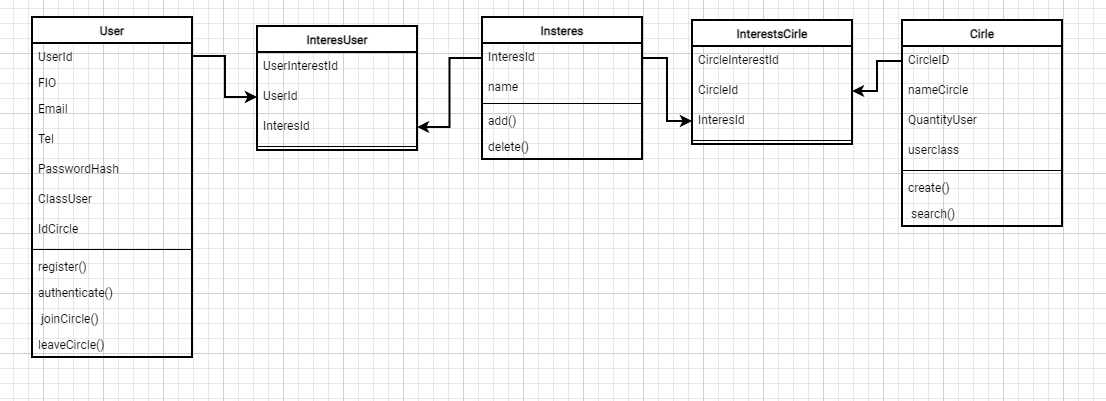 User
UserId
FIO
Email
Tel
PasswordHash
ClassUser
IdCircle
register()
authenticate()
joinCircle()
leaveCircle()
InteresUser
UserInterestId
UserId
InteresId
Insteres
InteresId
name
add()
delete()
InterestsCirle
CircleInterestId
CircleId
InteresId
Cirle
CircleID
nameCircle
QuantityUser
userclass
create()
search()